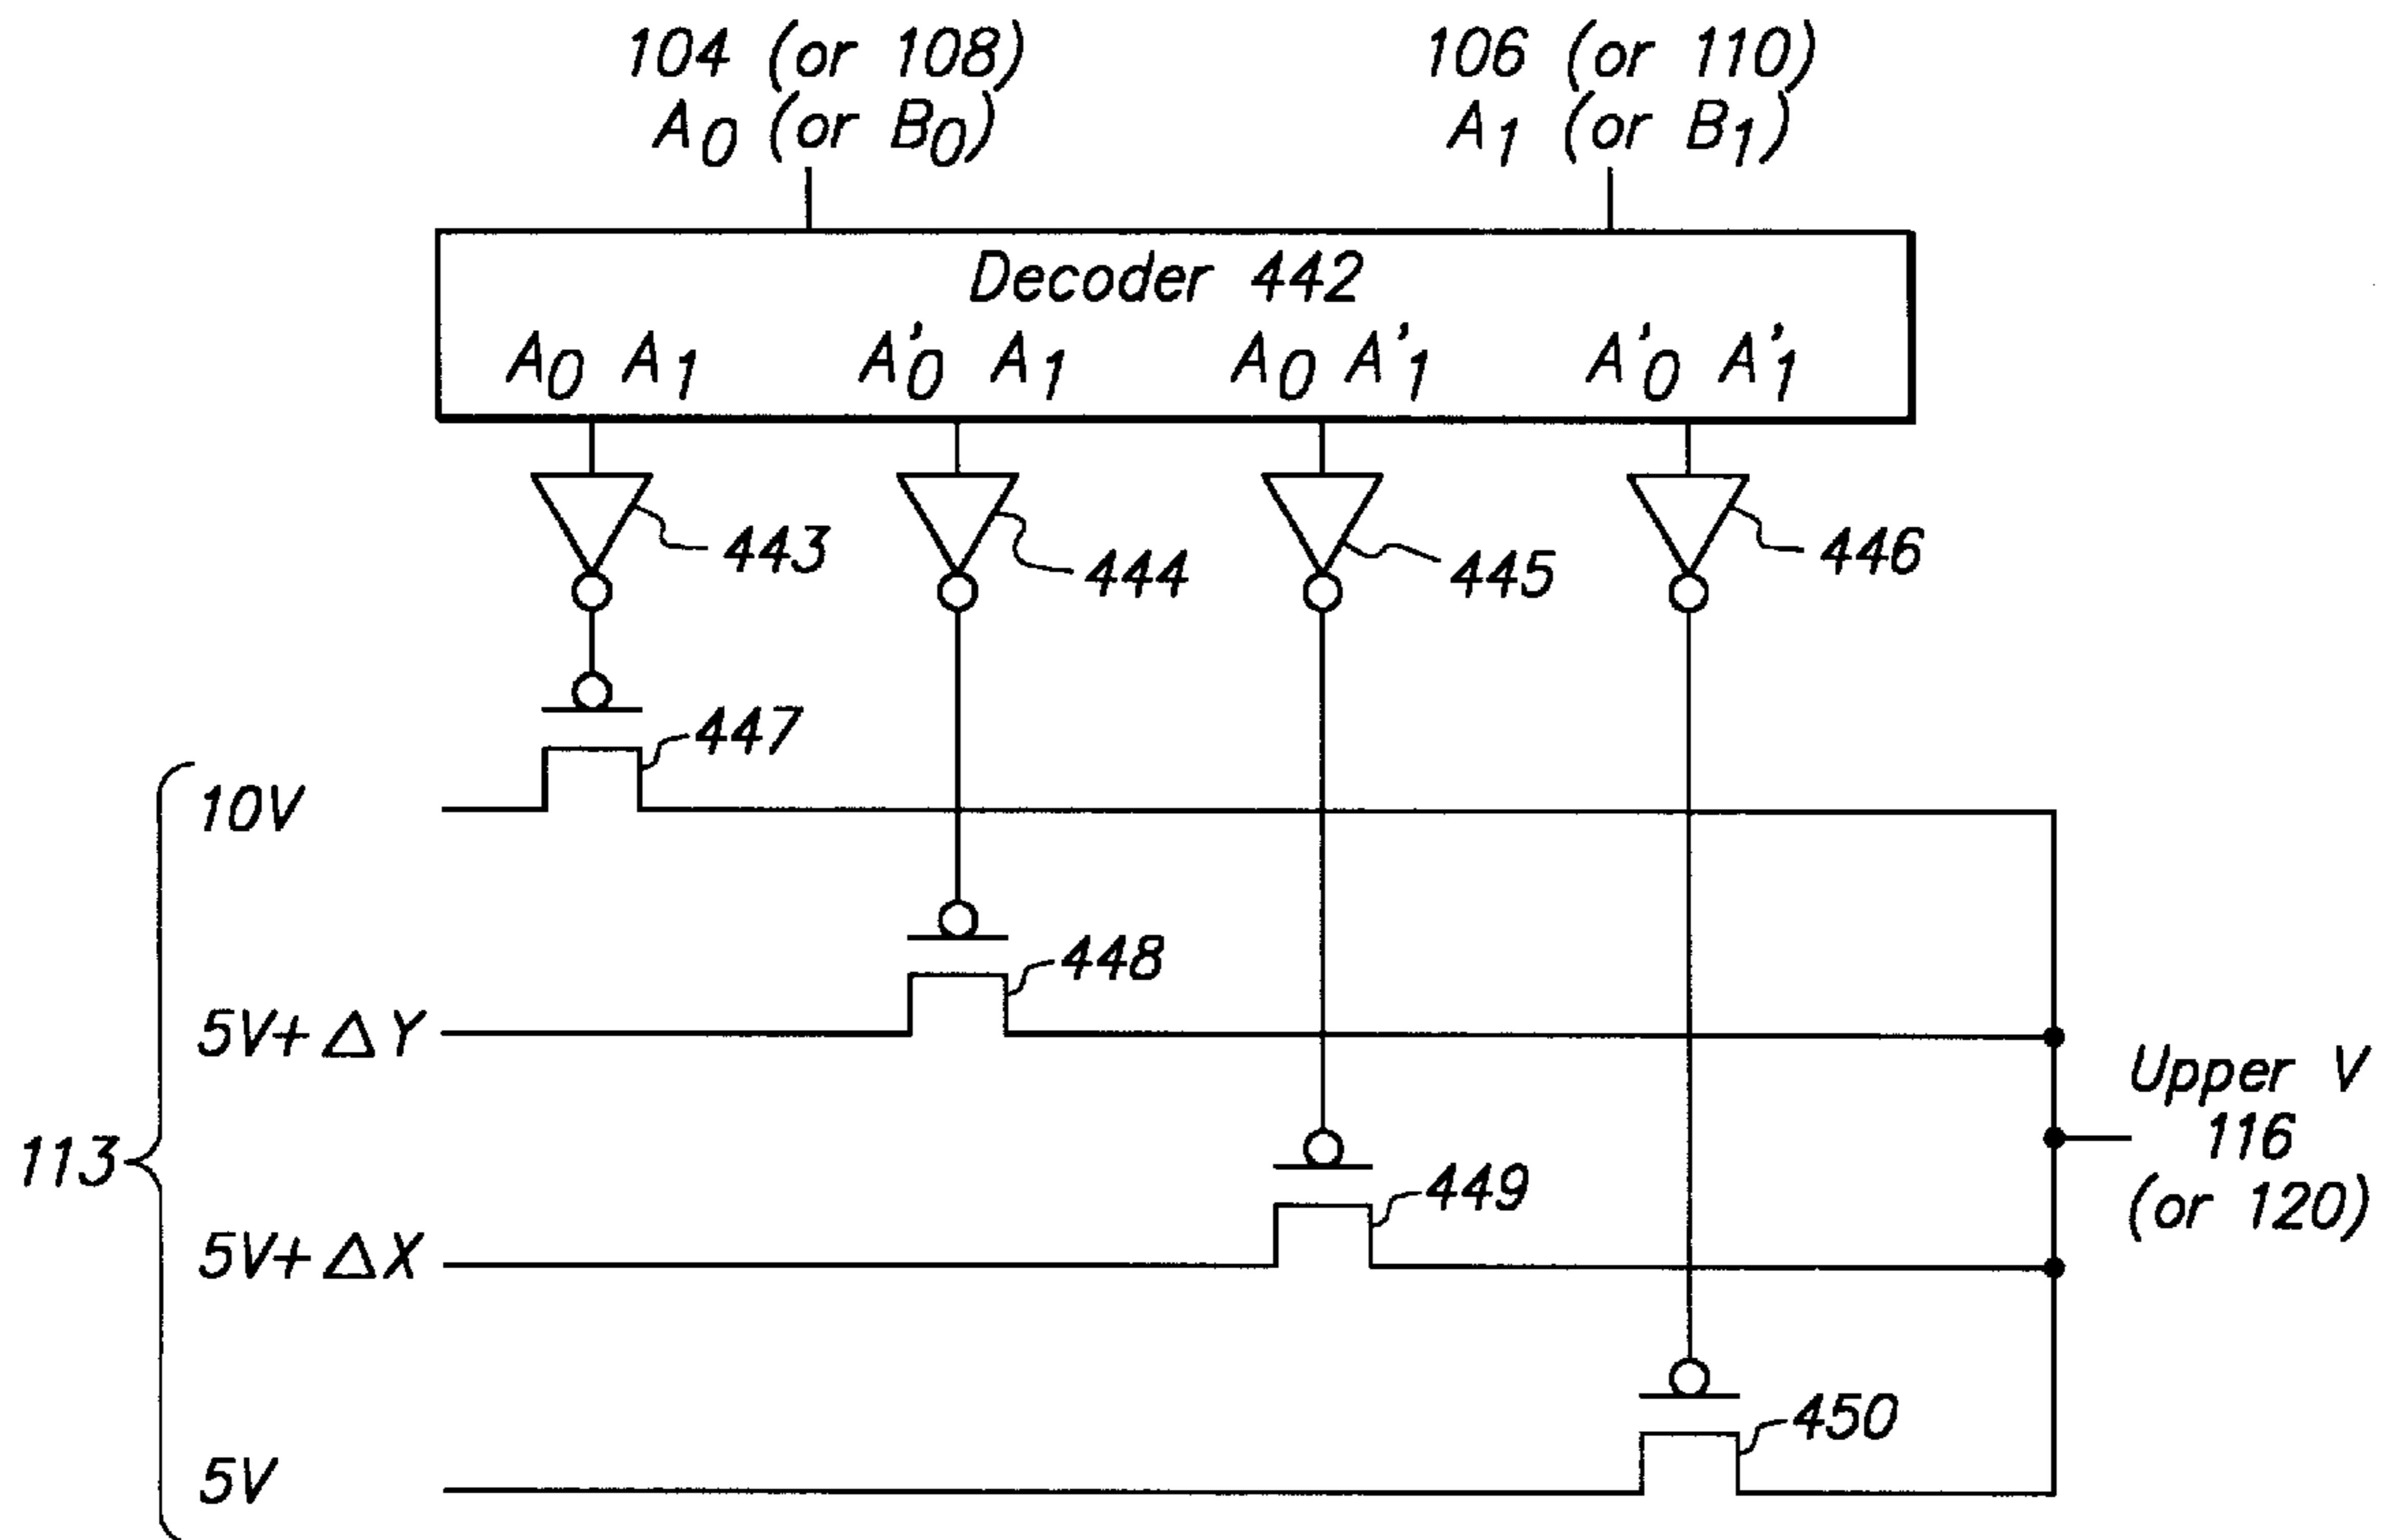 104 (or 108)
A0 (or B0)
106 (or 110)
A1 (or B1)
Decoder 442
A0 A1
A'0 A1
A0 A'1
A'0 A'1
443
444
445
446
447
10V
448
5V+ΔY
Upper V
116
(or 120)
113
449
5V+ΔX
450
5V